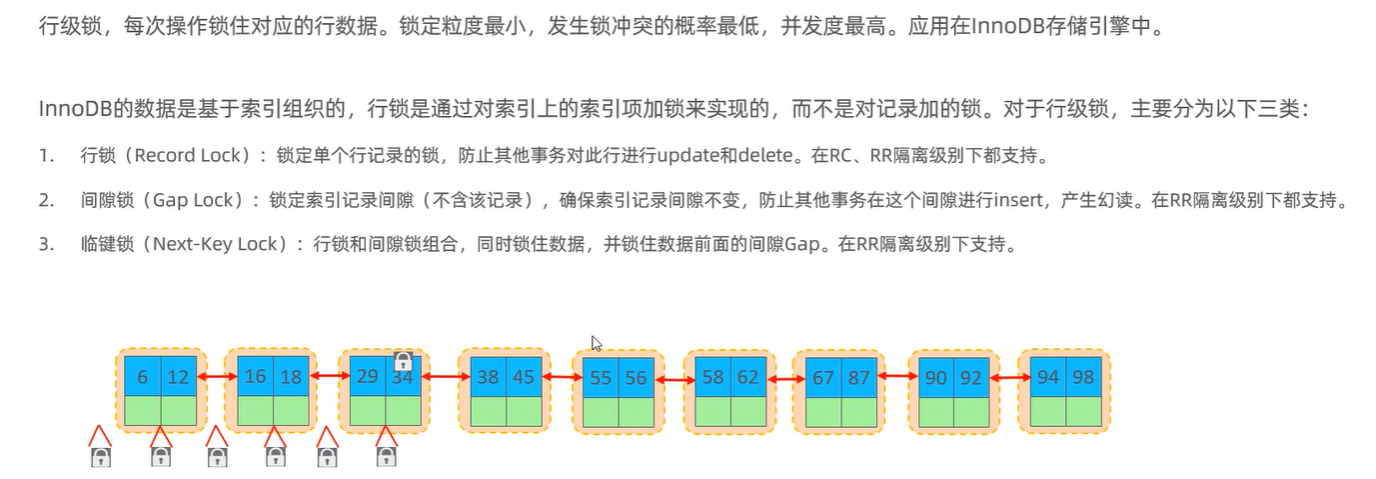 行级锁，每次操作锁住对应的行数据。锁定粒度最小，发生锁冲突的概率最低，并发度最高。应用在InnoDB存储引擎中。
InnoDB的数据是基于索引组织的，行锁是通过对索引上的索引项加锁来实现的，而不是对记录加的锁。对于行级锁，主要分为以下三类：
1. 行锁（Record Lock）：锁定单个行记录的锁，防止其他事务对此行进行update和delete。在RC、RR隔离级别下都支持。
2. 间隙锁（Gap Lock）：锁定索引记录间隙（不含该记录），确保索引记录间隙不变，防止其他事务在这个间隙进行insert，产生幻读。在RR隔离级别下都支持。
3. 临键锁（Next-Key Lock）：行锁和间隙锁组合，同时锁住数据，并锁住数据前面的间隙Gap。在RR隔离级别下支持。
6 12 16 18 29 34 38 45 55 56 58 62 67 87 90 92 94 98